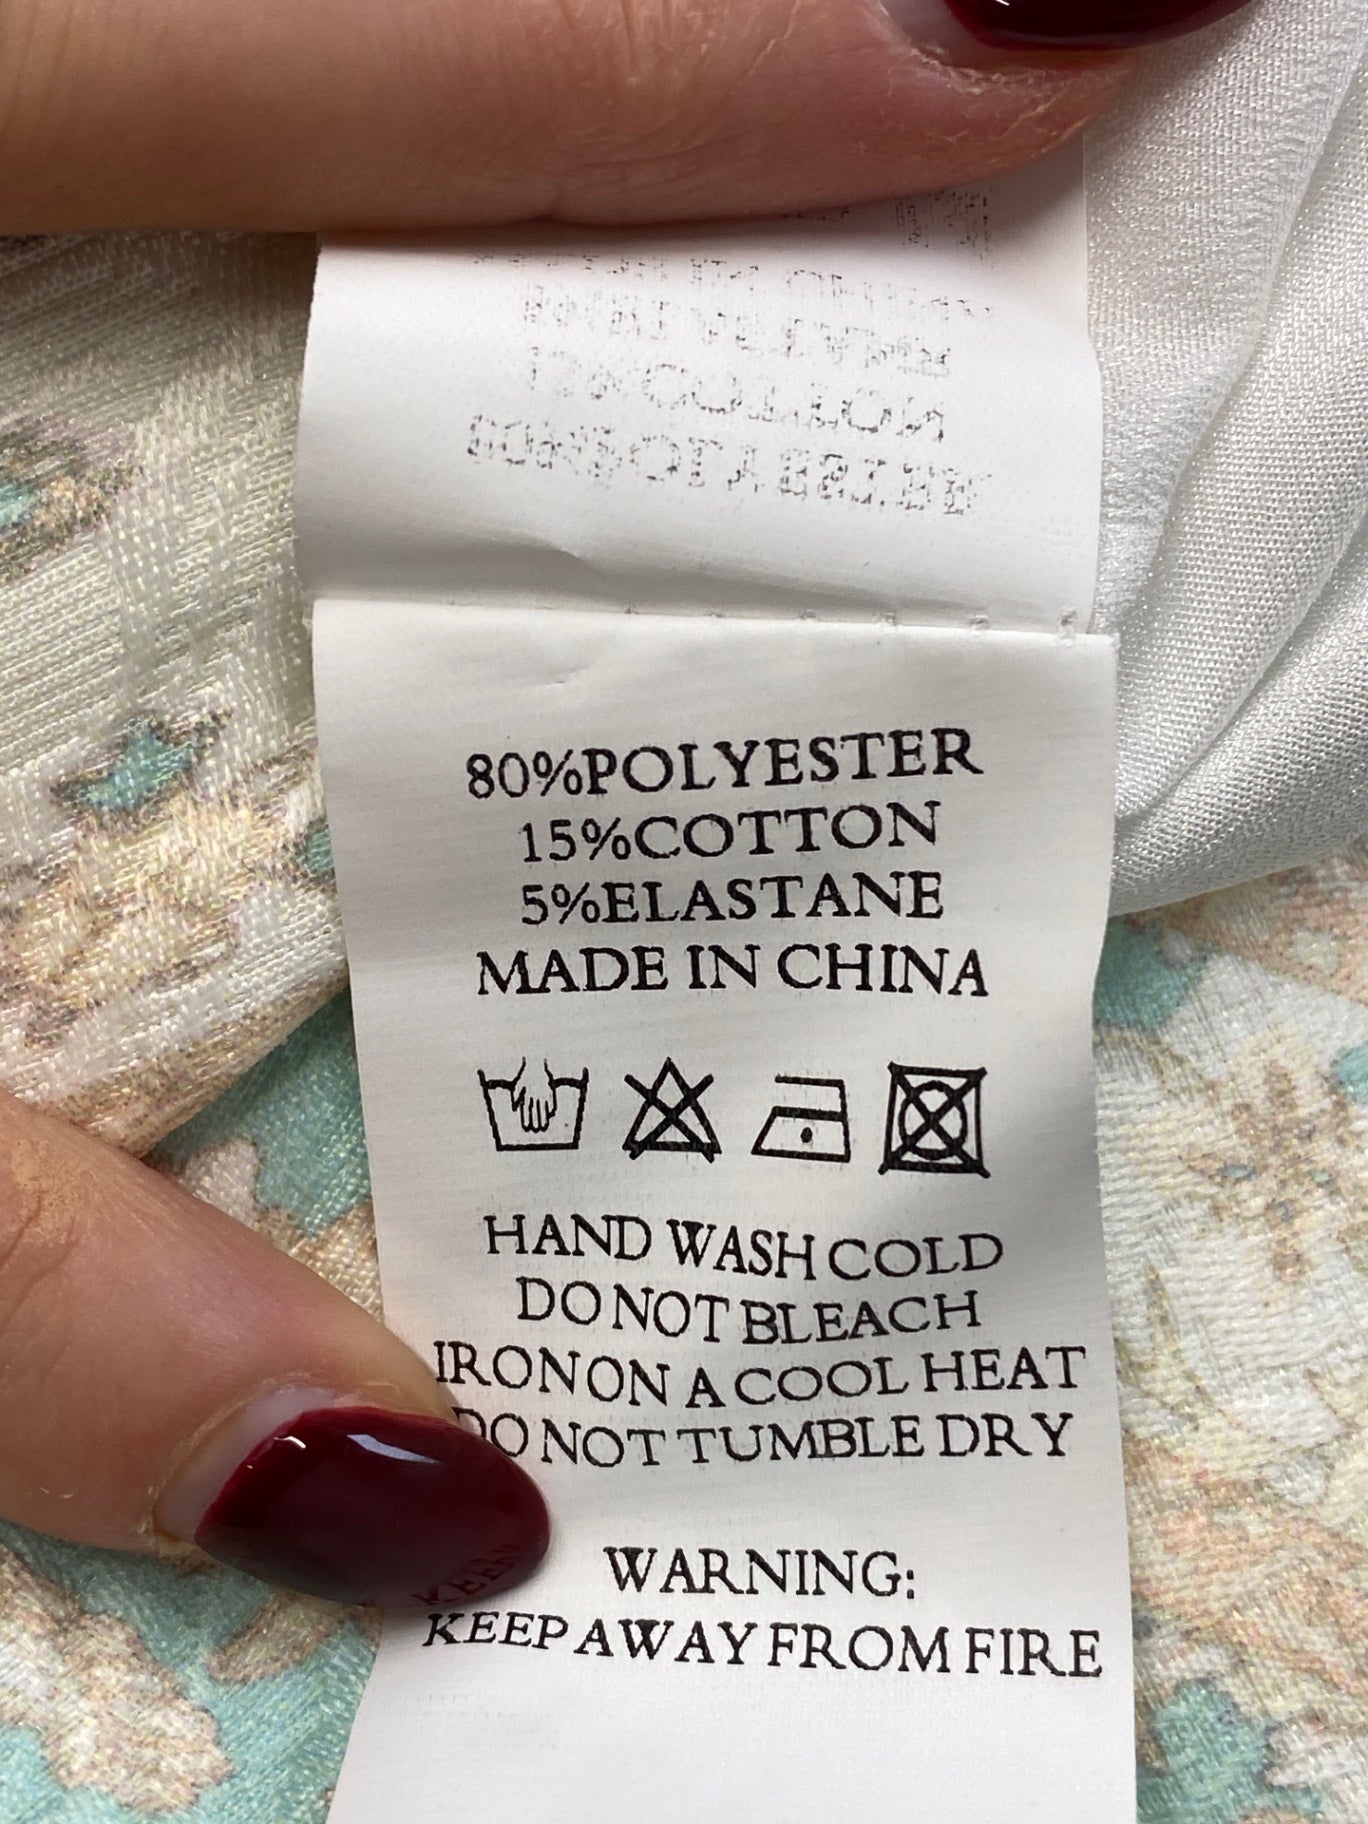 80%POLYESTER
15%COTTON
5%ELASTANE
MADE IN CHINA
HAND WASH COLD
DO NOT BLEACH
IRON ON A COOL HEAT
DO NOT TUMBLE DRY
WARNING:
KEEP AWAY FROM FIRE